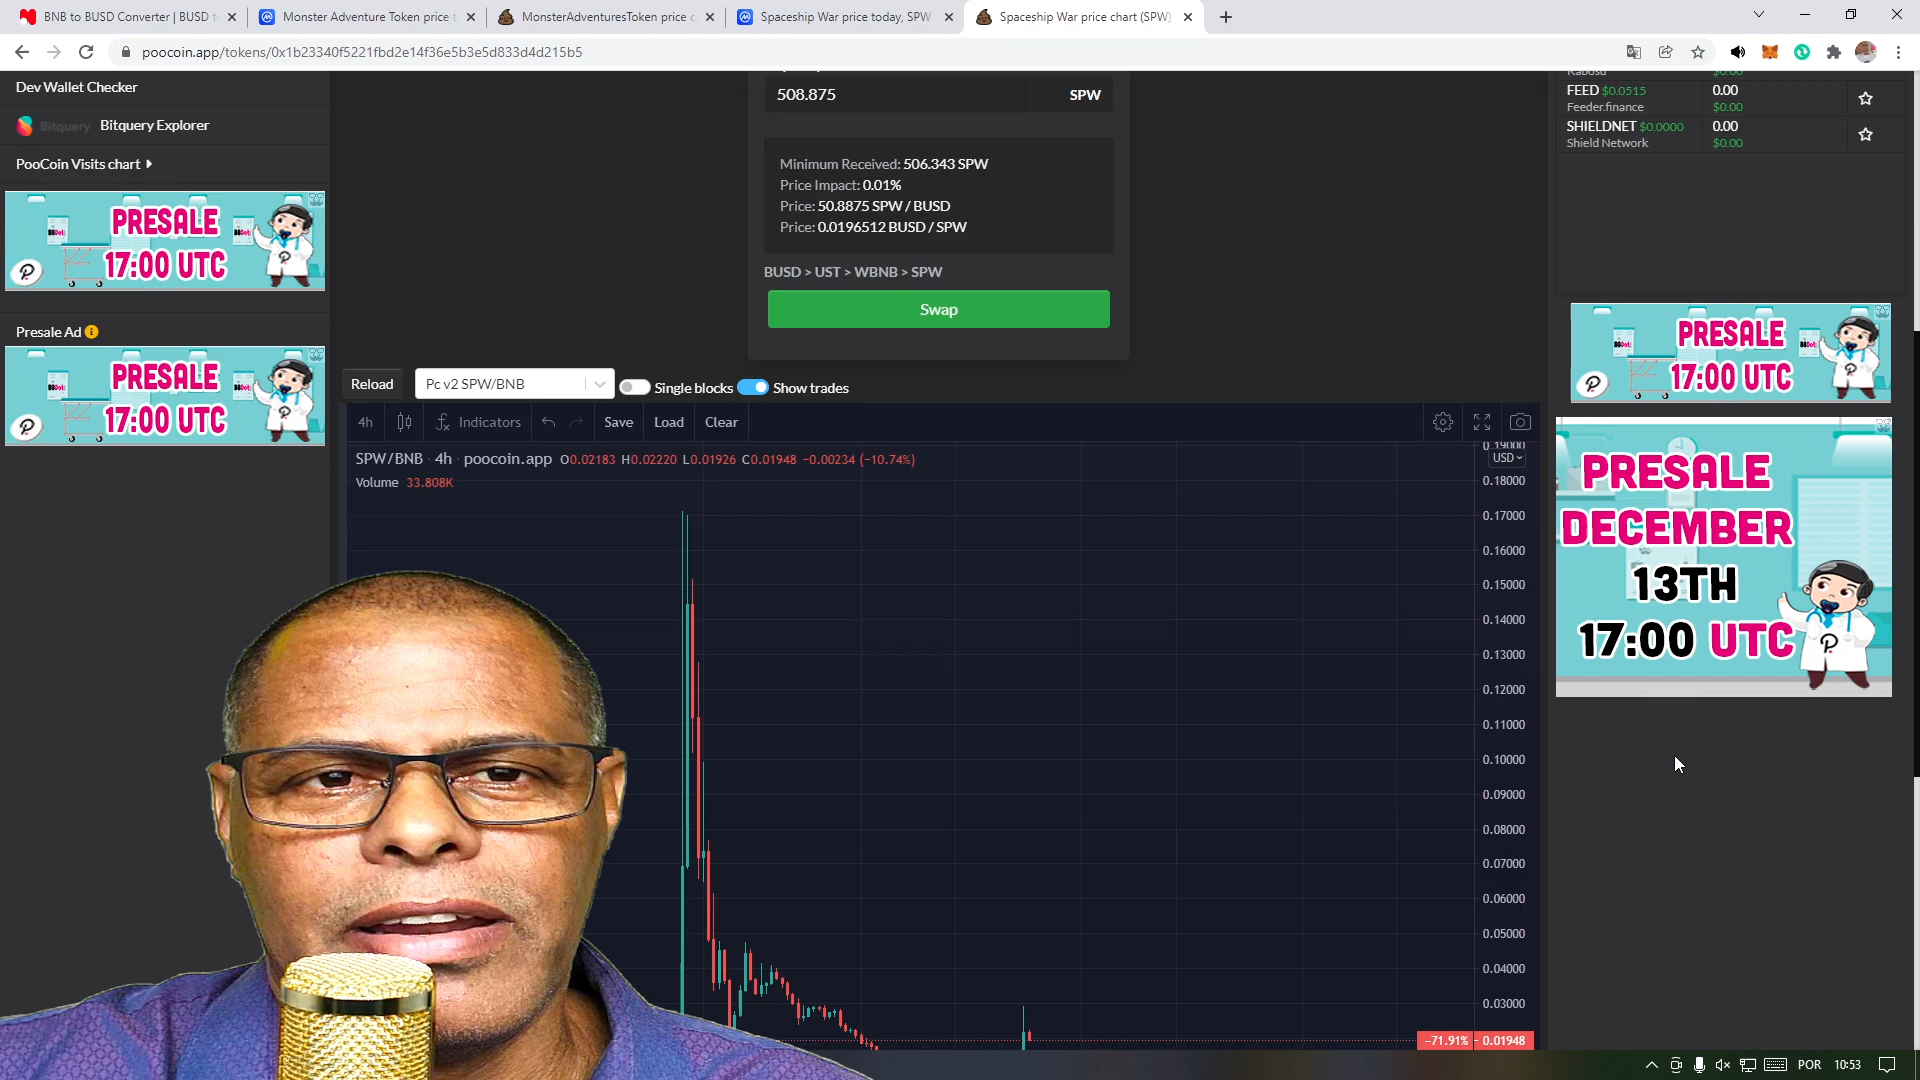 BNB to BUSD Converter | BUSD t
Monster Adventure Token price t
MonsterAdventuresToken price c
Spaceship War price today, SPW
Spaceship War price chart (SPW)
poocoin.app/tokens/0x1b23340f5221fbd2e14f36e5b3e5d833d4d215b5
Dev Wallet Checker
Bitquery Bitquery Explorer
PooCoin Visits chart
PRESALE
17:00 UTC
Presale Ad
PRESALE
17:00 UTC
508.875 SPW
Minimum Received: 506.343 SPW
Price Impact: 0.01%
Price: 50.8875 SPW / BUSD
Price: 0.0196512 BUSD / SPW
BUSD > UST > WBNB > SPW
Swap
Reload Pc v2 SPW/BNB Single blocks Show trades
4h Indicators Save Load Clear
SPW/BNB · 4h · poocoin.app O0.02183 H0.02220 L0.01926 C0.01948 −0.00234 (−10.74%)
Volume 33.808K
0.19000
USD
0.18000
0.17000
0.16000
0.15000
0.14000
0.13000
0.12000
0.11000
0.10000
0.09000
0.08000
0.07000
0.06000
0.05000
0.04000
0.03000
−71.91% 0.01948
Rabosu $0.00
FEED $0.0515 0.00
Feeder.finance $0.00
SHIELDNET $0.0000 0.00
Shield Network $0.00
PRESALE
17:00 UTC
PRESALE
DECEMBER
13TH
17:00 UTC
POR 10:53